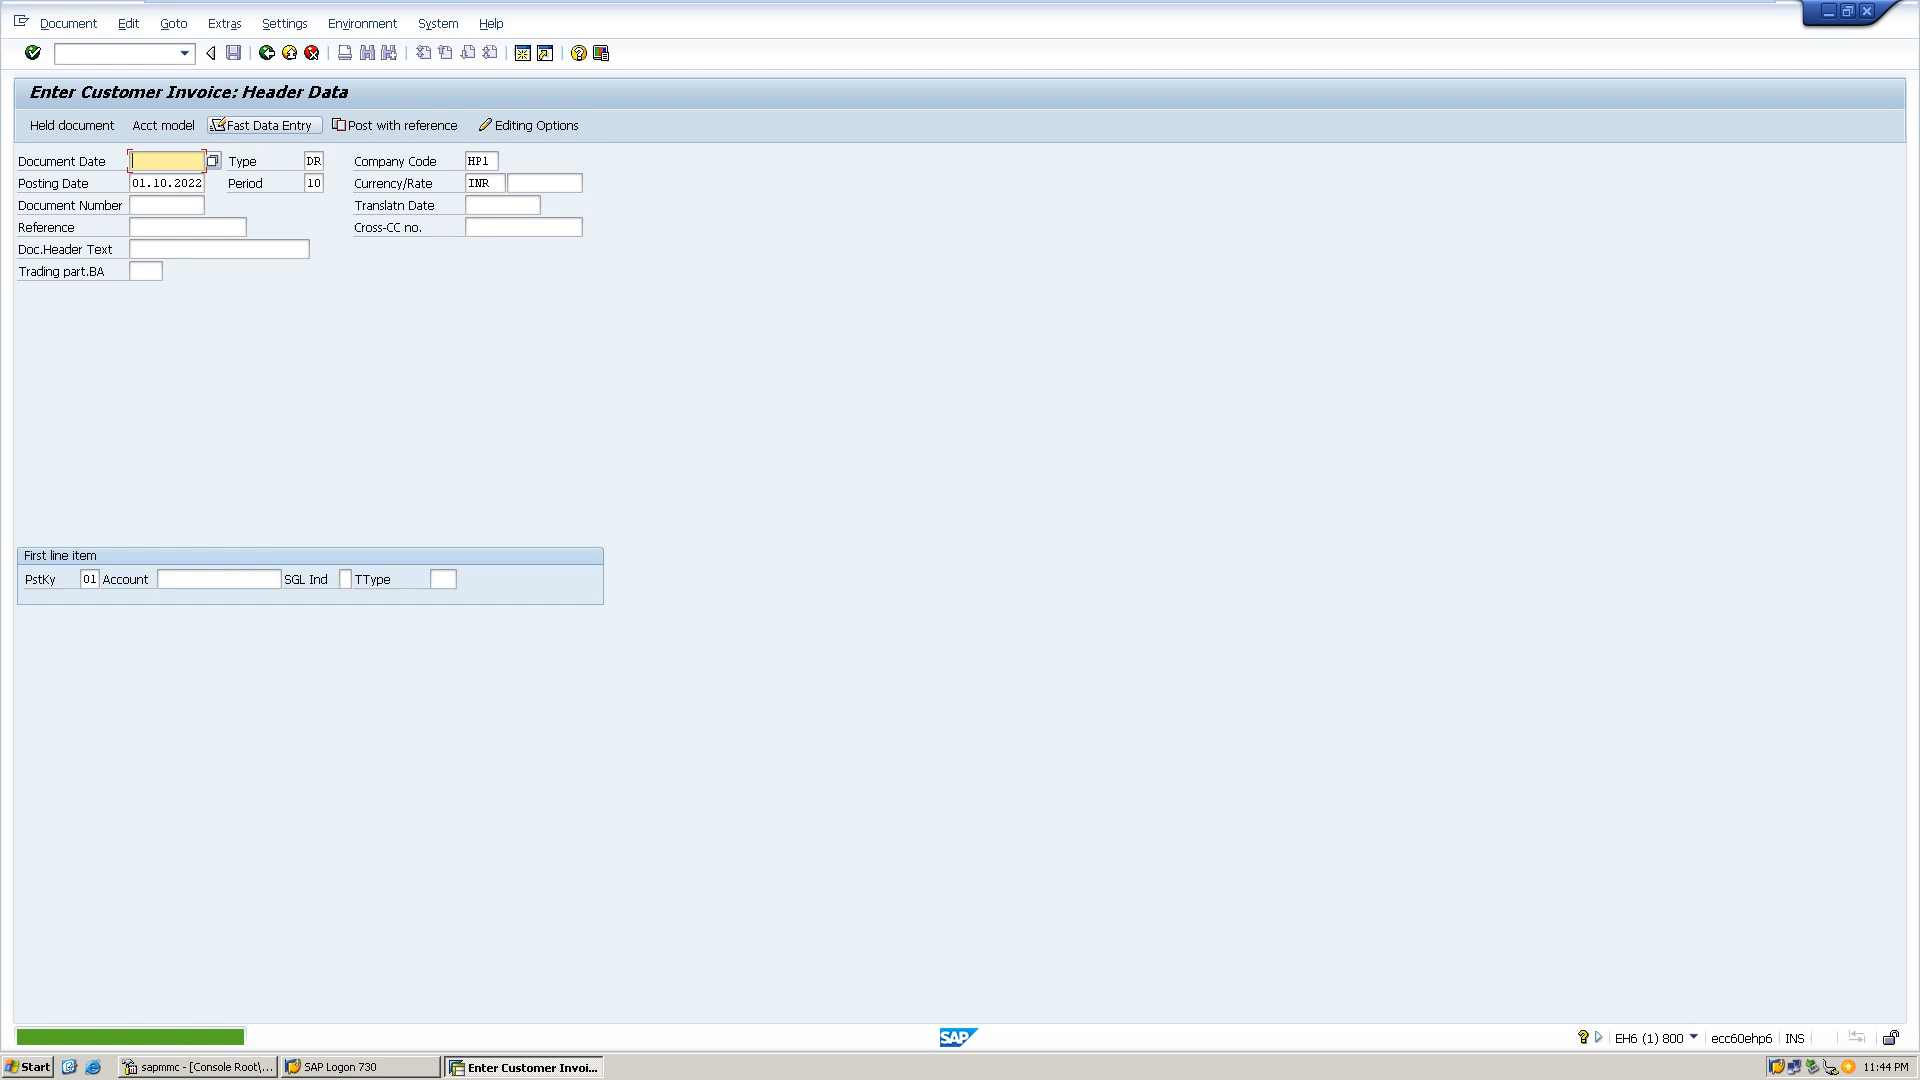 Document Edit Goto Extras Settings Environment System Help
Enter Customer Invoice: Header Data
Held document Acct model Fast Data Entry Post with reference Editing Options
Document Date Type DR Company Code HP1
Posting Date 01.10.2022 Period 10 Currency/Rate INR
Document Number Translatn Date
Reference Cross-CC no.
Doc.Header Text
Trading part.BA
First line item
PstKy 01 Account SGL Ind TType
SAP EH6 (1) 800 ecc60ehp6 INS
Start sapmmc - [Console Root\... SAP Logon 730 Enter Customer Invoi... 11:44 PM